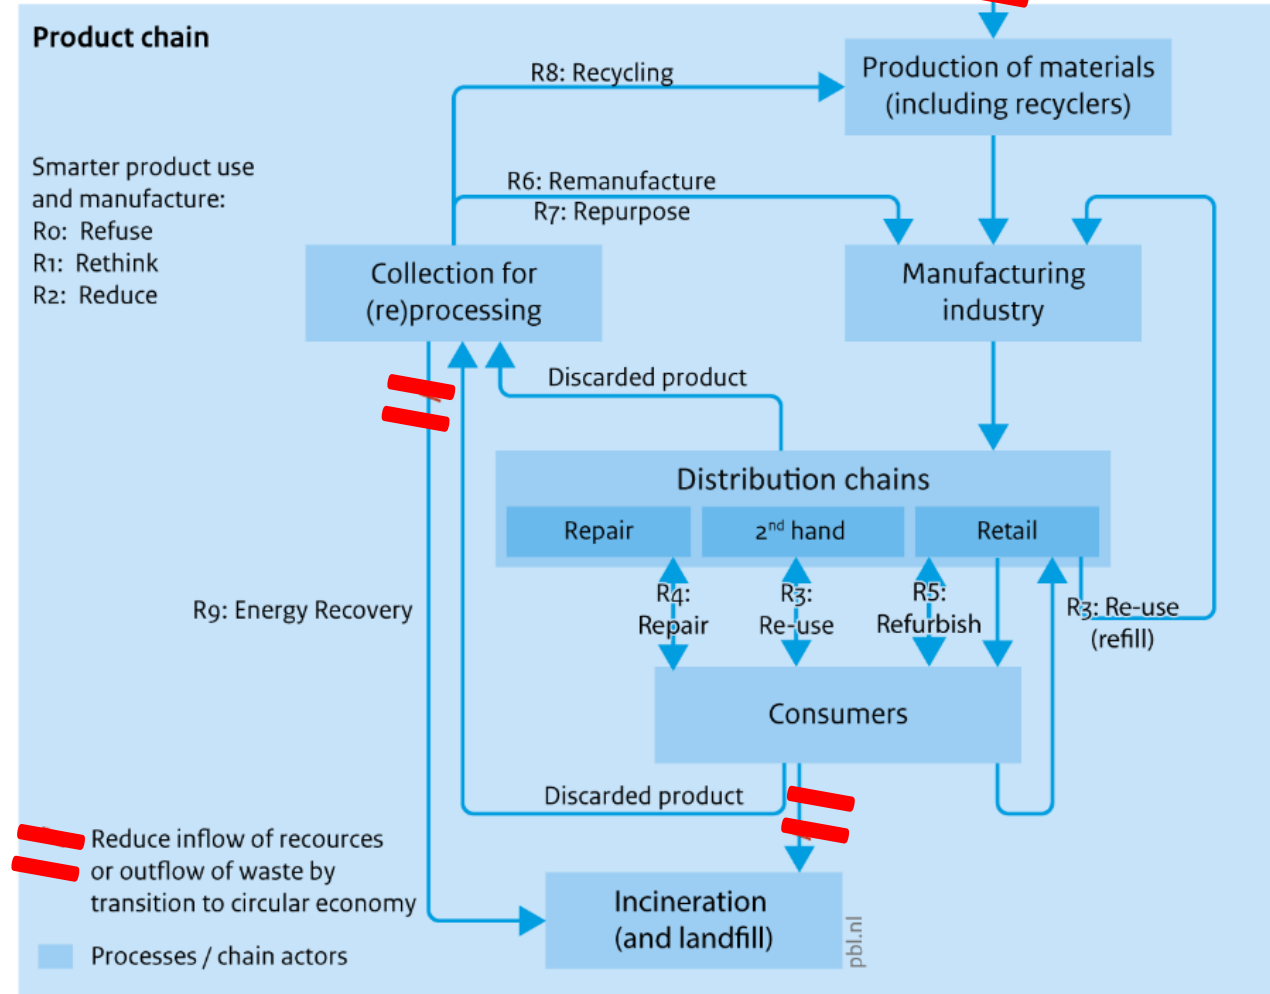 Product chain
Smarter product use
and manufacture:
R0: Refuse
R1: Rethink
R2: Reduce
R8: Recycling
Production of materials
(including recyclers)
R6: Remanufacture
R7: Repurpose
Collection for
(re)processing
Manufacturing
industry
Discarded product
Distribution chains
Repair
2nd hand
Retail
R9: Energy Recovery
R4:
Repair
R3:
Re-use
R5:
Refurbish
R3: Re-use
(refill)
Consumers
Discarded product
Reduce inflow of recources
or outflow of waste by
transition to circular economy
Incineration
(and landfill)
pbl.nl
Processes / chain actors